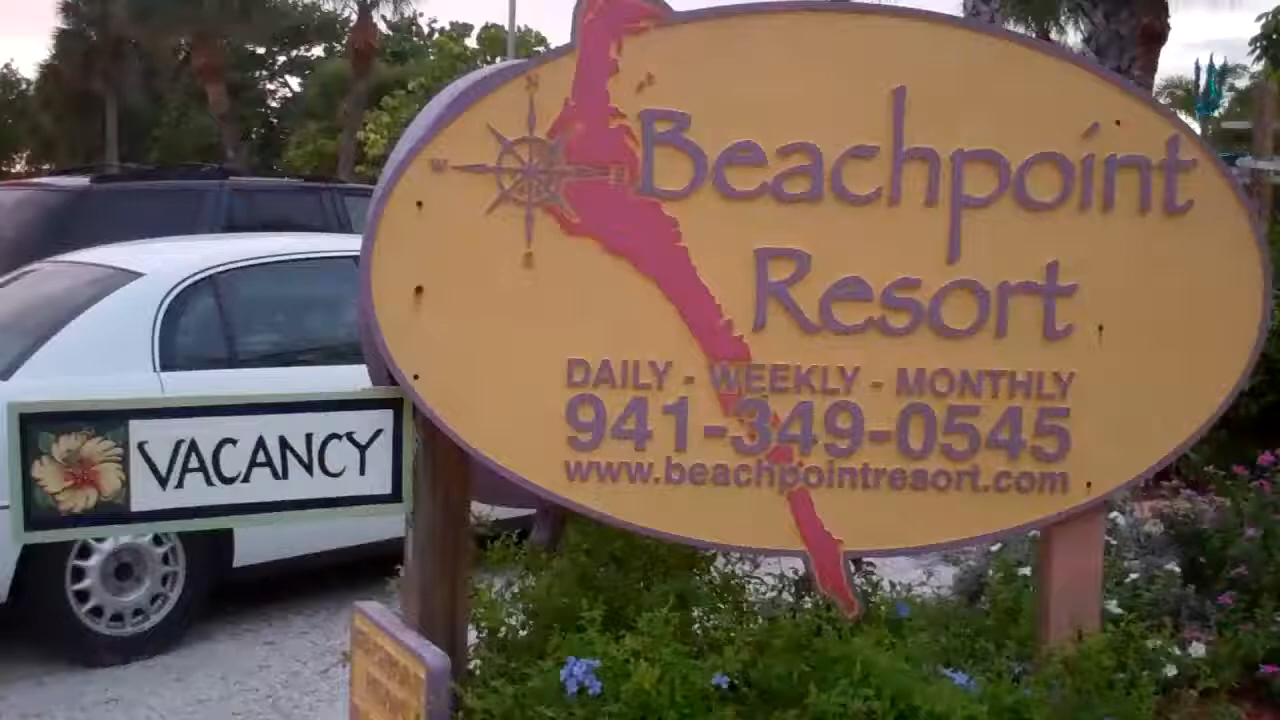 Beachpoint
Resort
DAILY - WEEKLY - MONTHLY
941-349-0545
www.beachpointresort.com
VACANCY
N
W